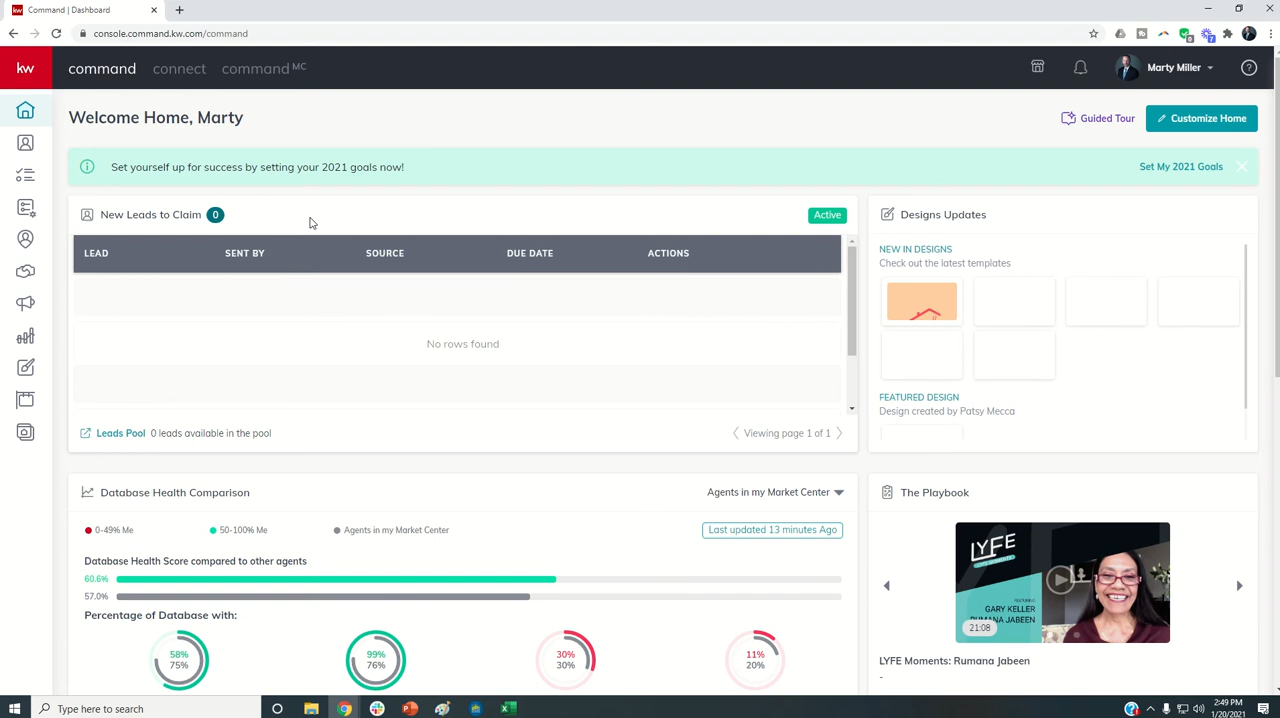 kw Command | Dashboard
console.command.kw.com/command
kw command connect command MC Marty Miller
Welcome Home, Marty
Guided Tour
Customize Home
Set yourself up for success by setting your 2021 goals now!
Set My 2021 Goals
New Leads to Claim 0
Active
LEAD SENT BY SOURCE DUE DATE ACTIONS
No rows found
Leads Pool 0 leads available in the pool
Viewing page 1 of 1
Designs Updates
NEW IN DESIGNS
Check out the latest templates
FEATURED DESIGN
Design created by Patsy Mecca
Database Health Comparison
Agents in my Market Center
0-49% Me 50-100% Me Agents in my Market Center
Last updated 13 minutes Ago
Database Health Score compared to other agents
60.6%
57.0%
Percentage of Database with:
58% 99% 30% 11%
75% 76% 30% 20%
The Playbook
LYFE
GARY KELLER
RUMANA JABEEN
21:08
LYFE Moments: Rumana Jabeen
-
Type here to search
2:49 PM
1/20/2021